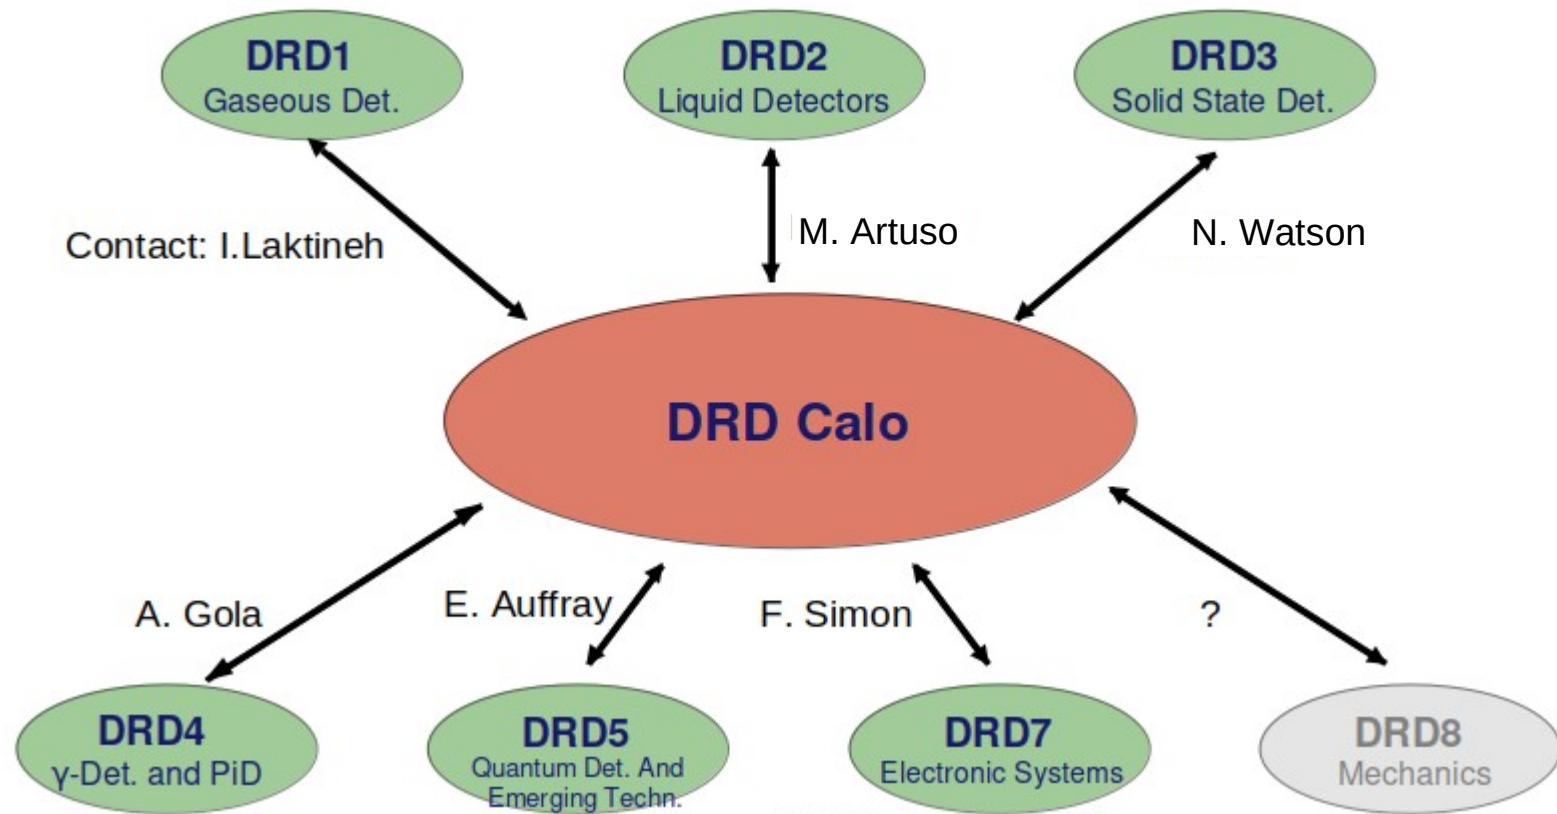 DRD1
Gaseous Det.
DRD2
Liquid Detectors
DRD3
Solid State Det.
Contact: I.Laktineh
M. Artuso
N. Watson
DRD Calo
A. Gola
E. Auffray
F. Simon
?
DRD4
γ-Det. and PiD
DRD5
Quantum Det. And
Emerging Techn.
DRD7
Electronic Systems
DRD8
Mechanics